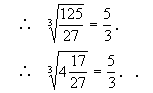 ∴ ∛(125/27) = 5/3.
∴ ∛(4 17/27) = 5/3. .